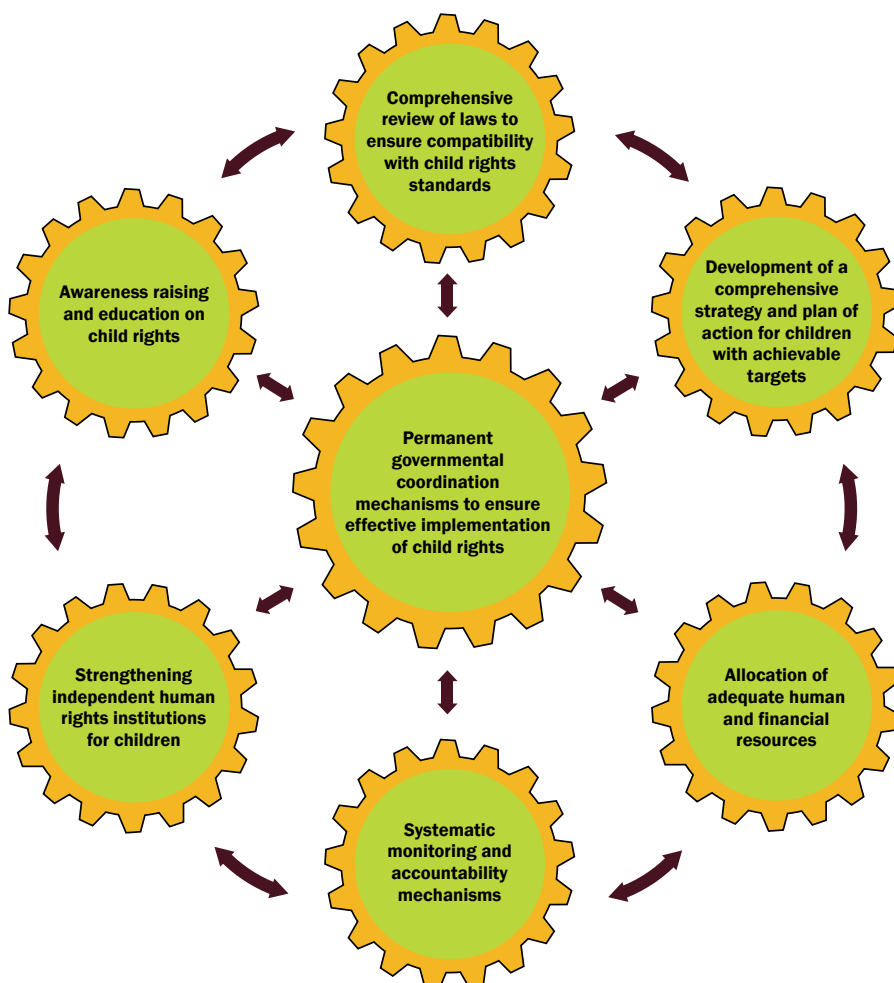 Comprehensive
review of laws to
ensure compatibility
with child rights
standards
Awareness raising
and education on
child rights
Development of a
comprehensive
strategy and plan of
action for children
with achievable
targets
Permanent
governmental
coordination
mechanisms to ensure
effective implementation
of child rights
Strengthening
independent human
rights institutions
for children
Allocation of
adequate human
and financial
resources
Systematic
monitoring and
accountability
mechanisms